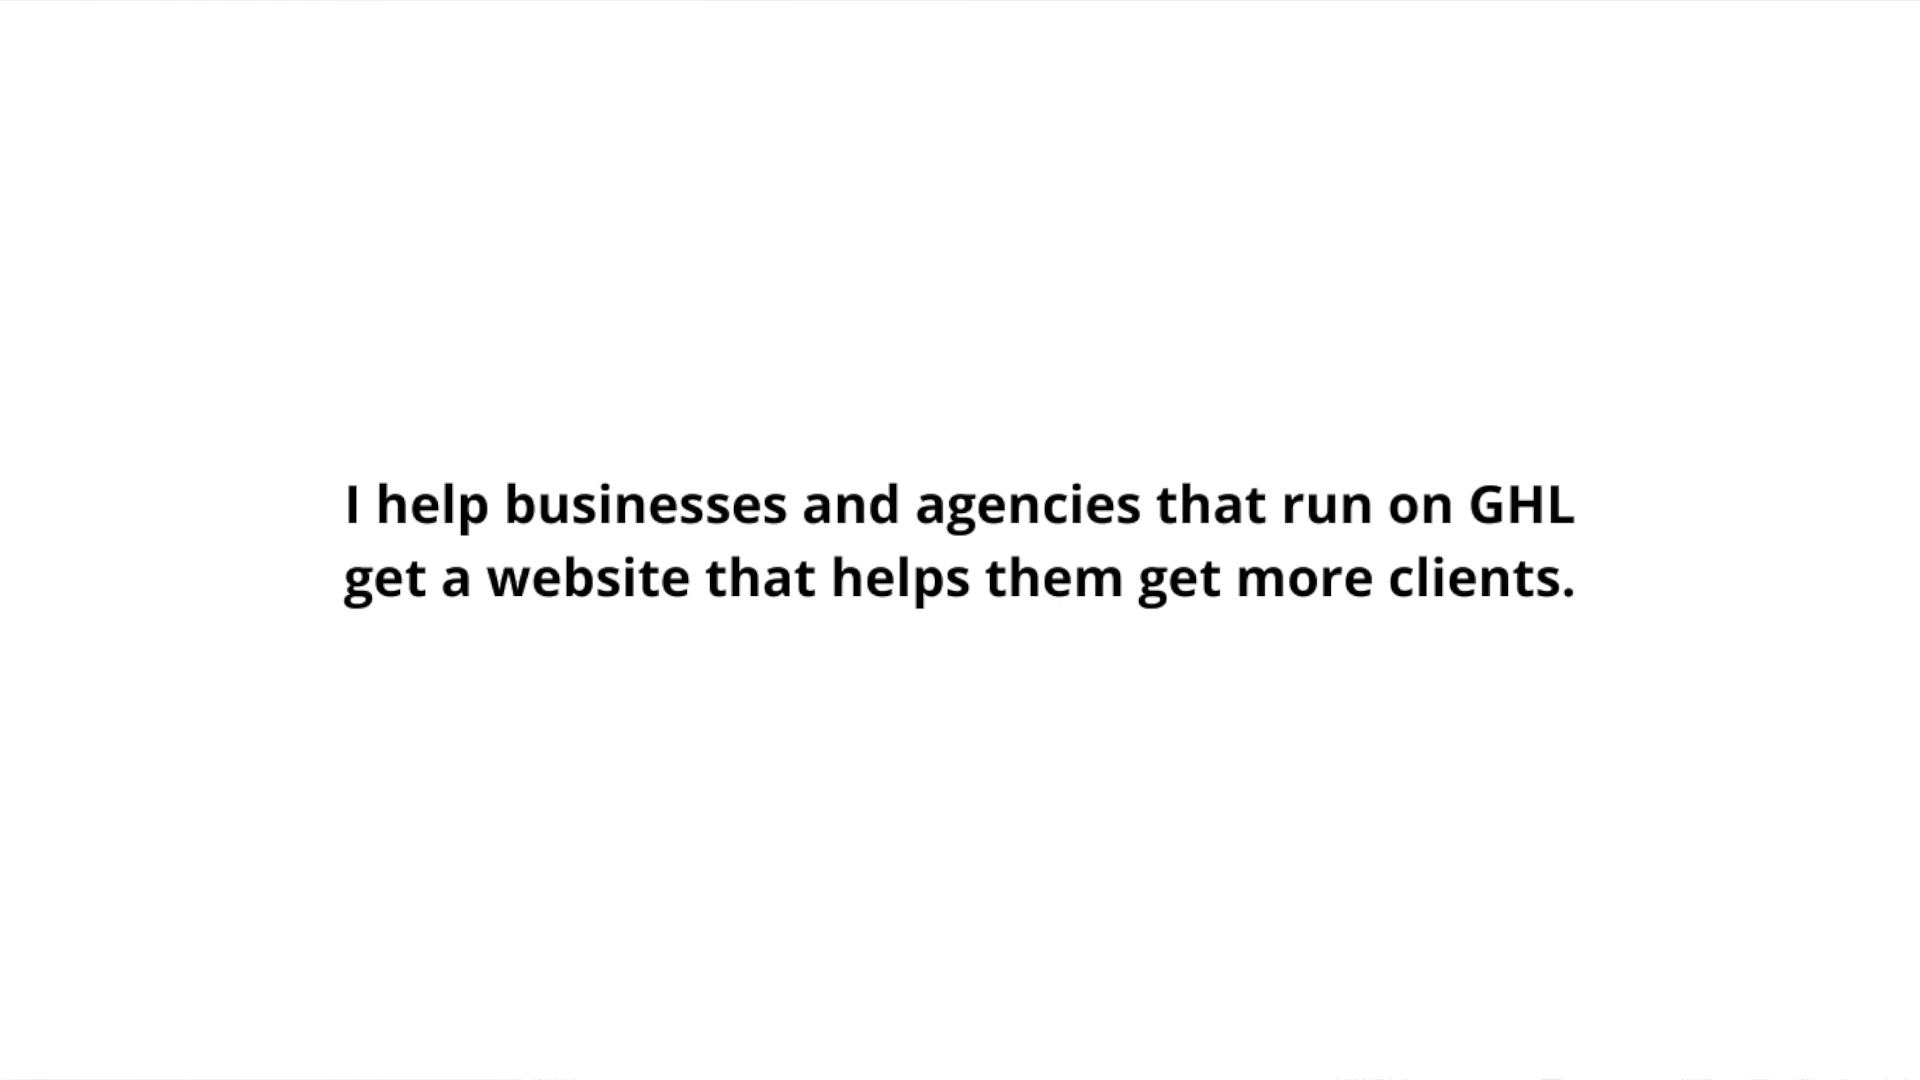 I help businesses and agencies that run on GHL
get a website that helps them get more clients.